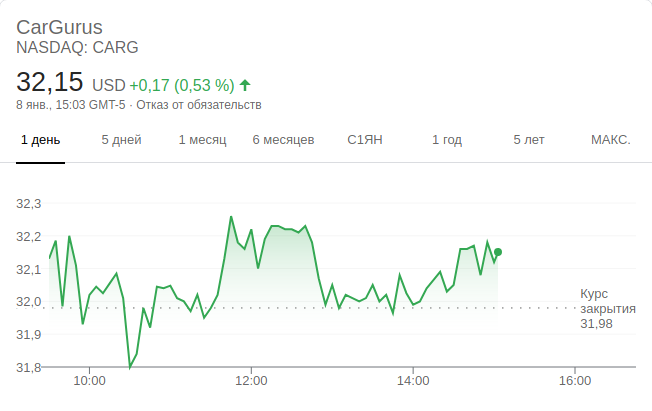 CarGurus
NASDAQ: CARG
32,15 USD +0,17 (0,53 %)
8 янв., 15:03 GMT-5 · Отказ от обязательств
1 день 5 дней 1 месяц 6 месяцев С1ЯН 1 год 5 лет МАКС.
32,3
32,2
32,1
32,0
31,9
31,8
Курс
закрытия
31,98
10:00 12:00 14:00 16:00